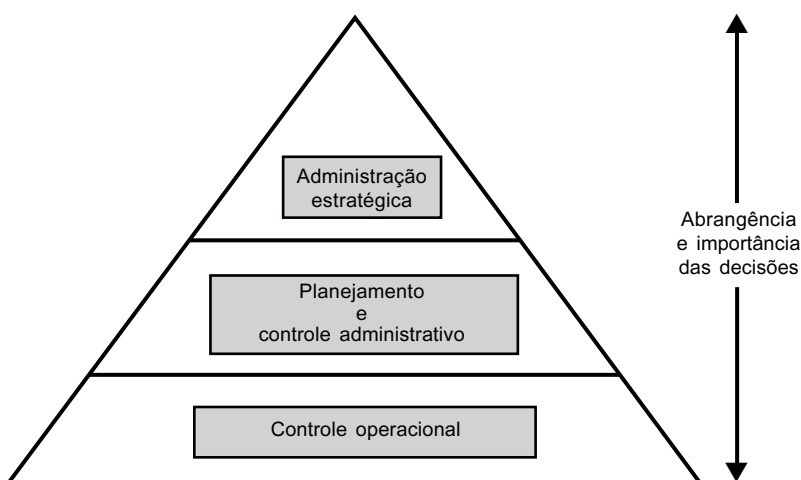 Administração
estratégica
Planejamento
e
controle administrativo
Controle operacional
Abrangência
e importância
das decisões